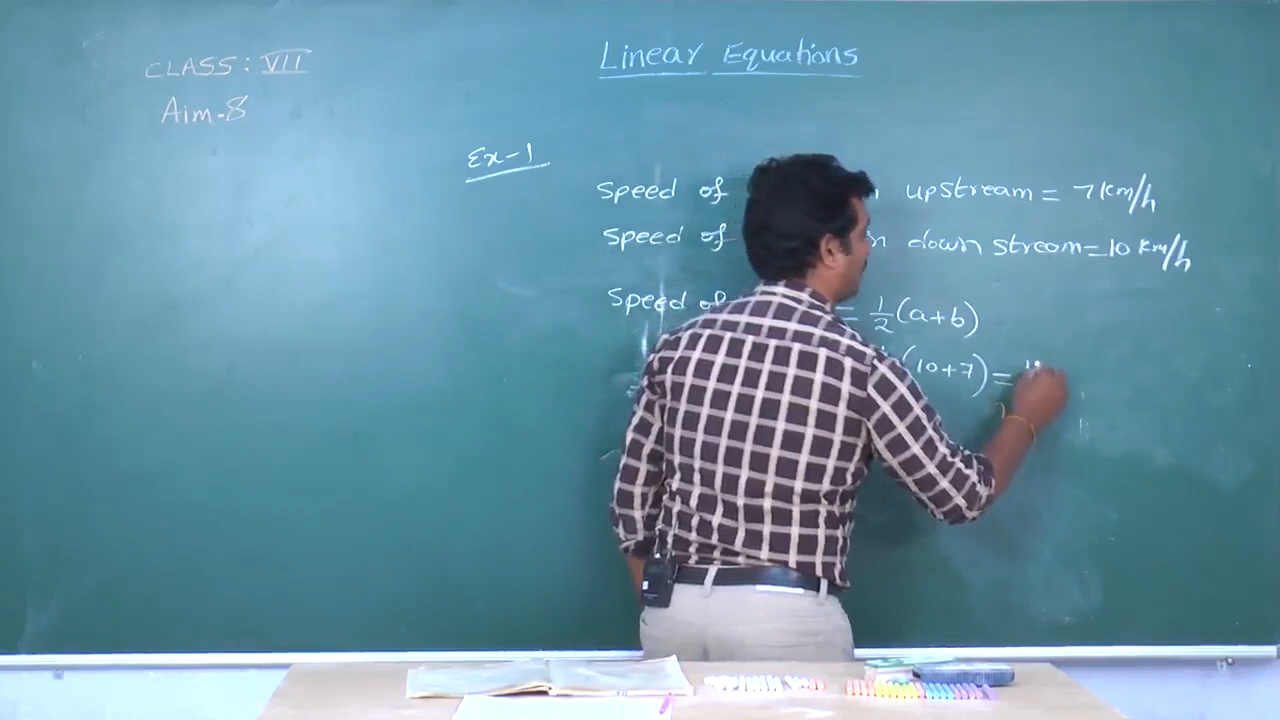 CLASS: VII
Linear Equations
Aim-8
Ex-1
Speed of upstream = 7 km/h
Speed of down stream = 10 km/h
Speed of = 1/2 (a+b)
(10+7) =